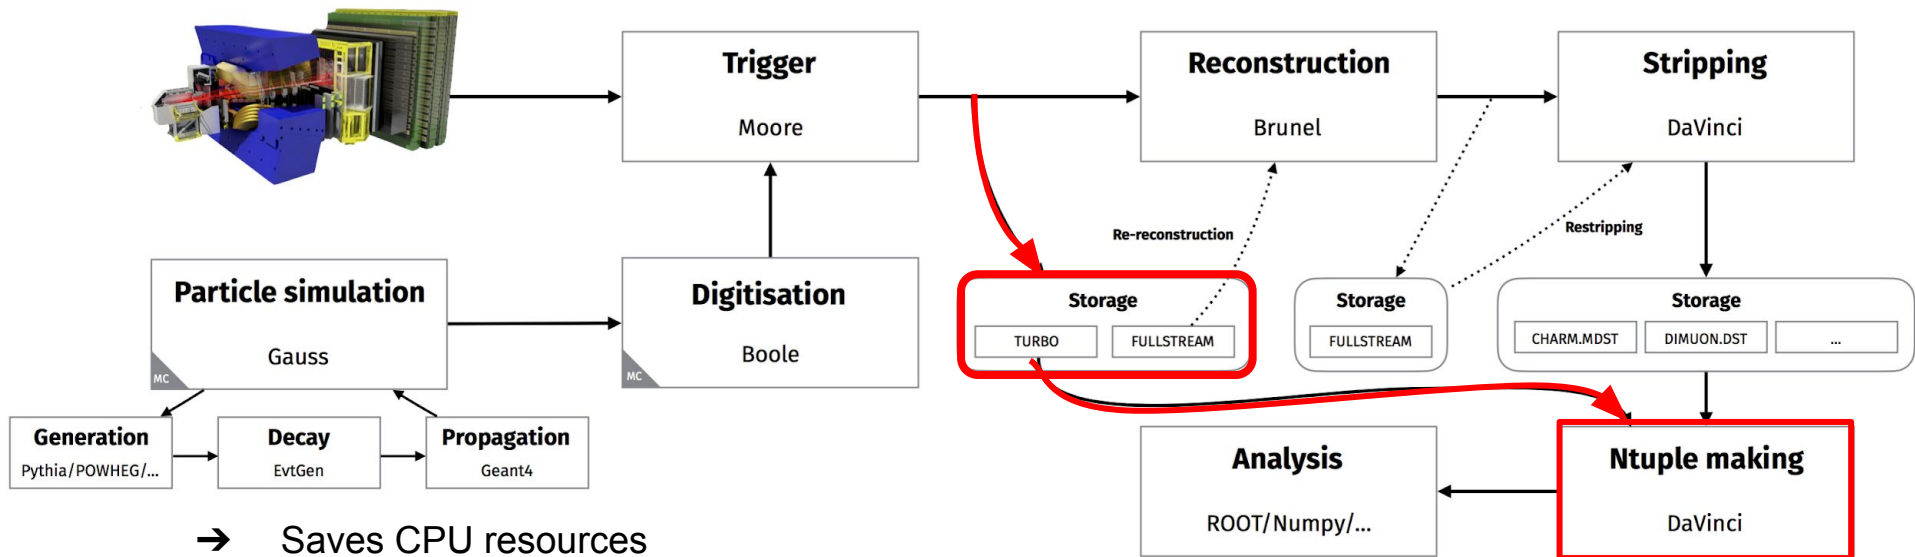 Trigger
Moore
Reconstruction
Brunel
Stripping
DaVinci
Re-reconstruction
Restripping
Particle simulation
Gauss
MC
Digitisation
Boole
MC
Storage
TURBO
FULLSTREAM
Storage
FULLSTREAM
Storage
CHARM.MDST
DIMUON.DST
...
Generation
Pythia/POWHEG/...
Decay
EvtGen
Propagation
Geant4
Analysis
ROOT/Numpy/...
Ntuple making
DaVinci
➔ Saves CPU resources